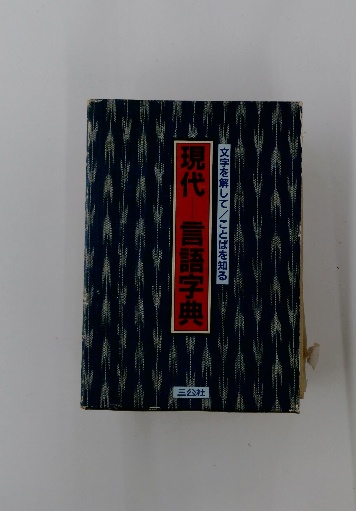 文字を解して/ことばを知る
現代 言語字典
三公社